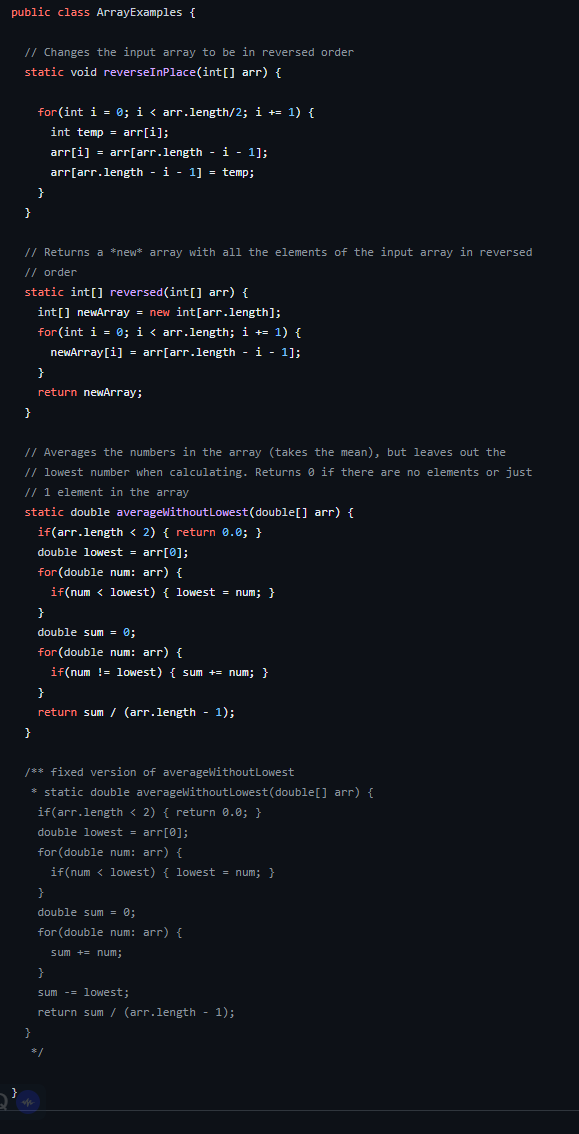 public class ArrayExamples {
// Changes the input array to be in reversed order
static void reverseInPlace(int[] arr) {
for(int i = 0; i < arr.length/2; i += 1) {
int temp = arr[i];
arr[i] = arr[arr.length - i - 1];
arr[arr.length - i - 1] = temp;
}
}
// Returns a *new* array with all the elements of the input array in reversed
// order
static int[] reversed(int[] arr) {
int[] newArray = new int[arr.length];
for(int i = 0; i < arr.length; i += 1) {
newArray[i] = arr[arr.length - i - 1];
}
return newArray;
}
// Averages the numbers in the array (takes the mean), but leaves out the
// lowest number when calculating. Returns 0 if there are no elements or just
// 1 element in the array
static double averageWithoutLowest(double[] arr) {
if(arr.length < 2) { return 0.0; }
double lowest = arr[0];
for(double num: arr) {
if(num < lowest) { lowest = num; }
}
double sum = 0;
for(double num: arr) {
if(num != lowest) { sum += num; }
}
return sum / (arr.length - 1);
}
/** fixed version of averageWithoutLowest
* static double averageWithoutLowest(double[] arr) {
if(arr.length < 2) { return 0.0; }
double lowest = arr[0];
for(double num: arr) {
if(num < lowest) { lowest = num; }
}
double sum = 0;
for(double num: arr) {
sum += num;
}
sum -= lowest;
return sum / (arr.length - 1);
}
*/
}